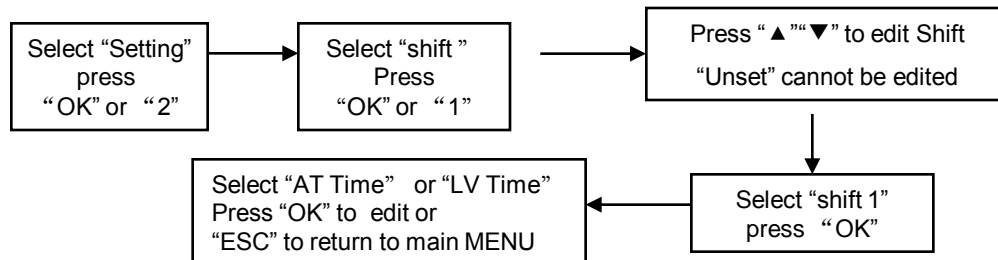 Select “Setting”
press
“OK” or “2”
Select “shift ”
Press
“OK” or “1”
Press “▲”“▼” to edit Shift
“Unset” cannot be edited
Select “shift 1”
press “OK”
Select “AT Time” or “LV Time”
Press “OK” to edit or
“ESC” to return to main MENU